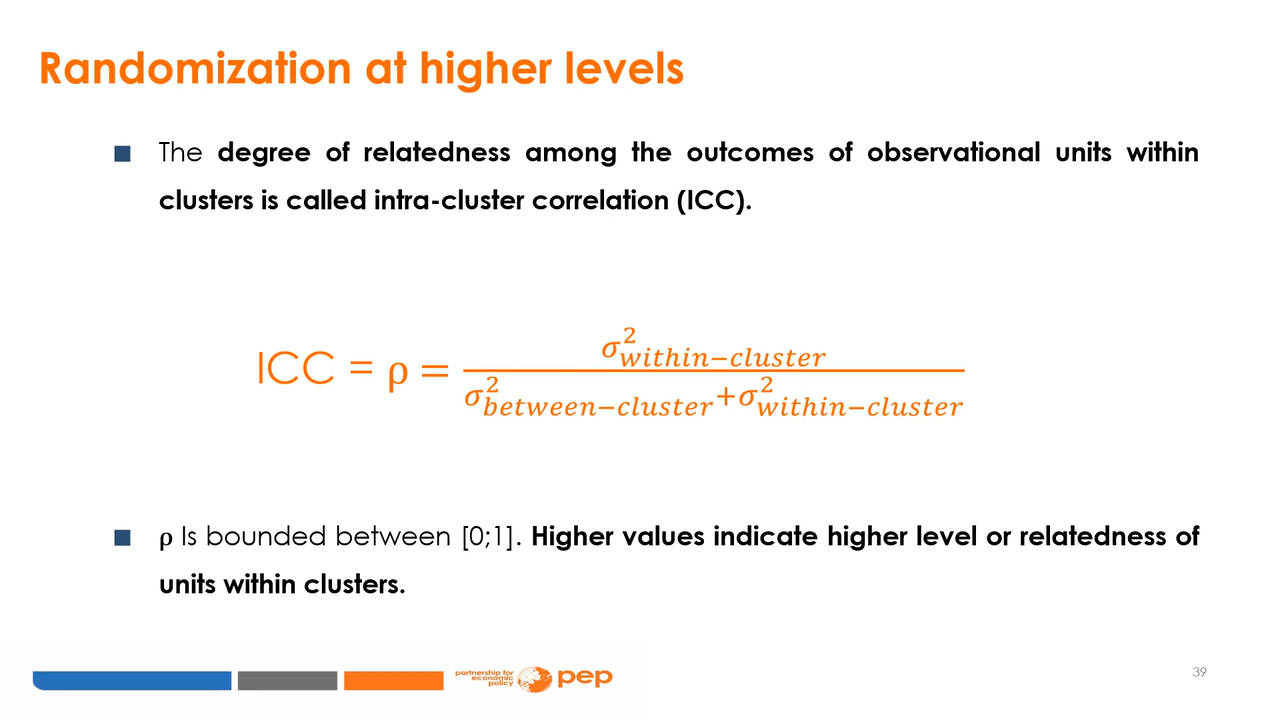 Randomization at higher levels
■ The degree of relatedness among the outcomes of observational units within
clusters is called intra-cluster correlation (ICC).
ICC = ρ = σ²within−cluster / σ²between−cluster+σ²within−cluster
■ ρ Is bounded between [0;1]. Higher values indicate higher level or relatedness of
units within clusters.
partnership for
economic
policy
pep
39